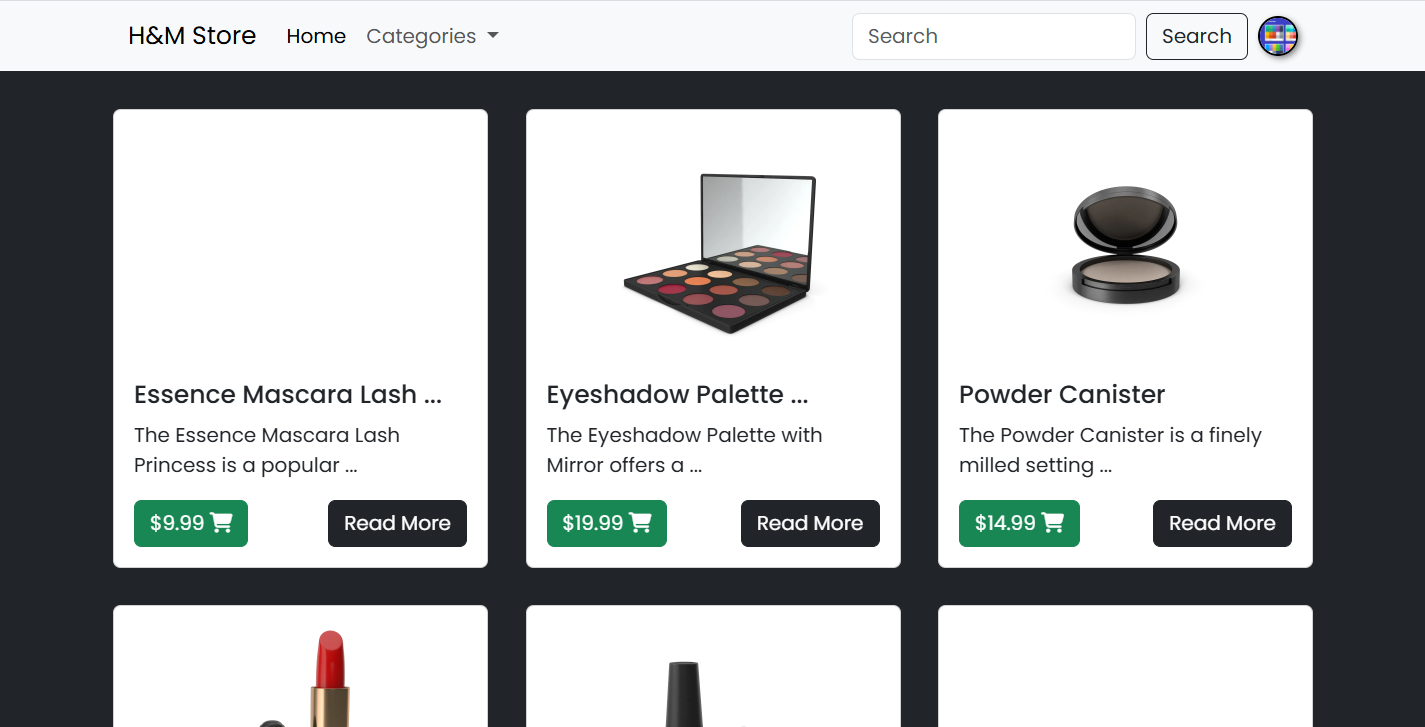 H&M Store Home Categories Search Search
Essence Mascara Lash ...
The Essence Mascara Lash
Princess is a popular ...
$9.99 Read More
Eyeshadow Palette ...
The Eyeshadow Palette with
Mirror offers a ...
$19.99 Read More
Powder Canister
The Powder Canister is a finely
milled setting ...
$14.99 Read More